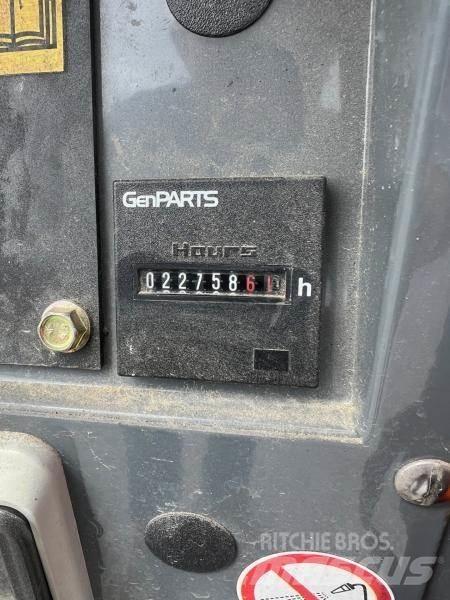 GenPARTS
Hours
02275861 h
RITCHIE BROS.